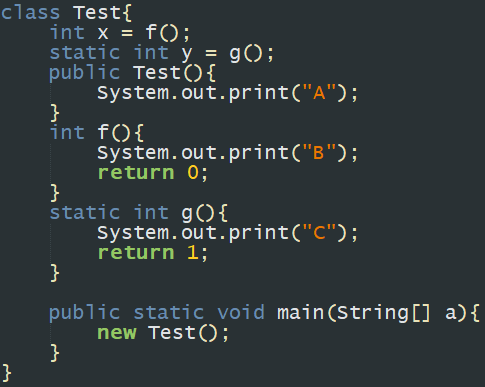 class Test{
    int x = f();
    static int y = g();
    public Test(){
        System.out.print("A");
    }
    int f(){
        System.out.print("B");
        return 0;
    }
    static int g(){
        System.out.print("C");
        return 1;
    }

    public static void main(String[] a){
        new Test();
    }
}